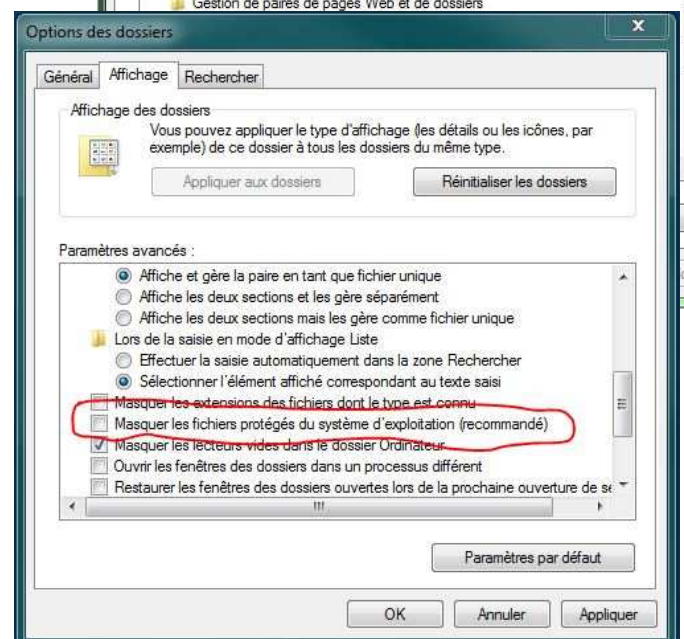 Gestion de paires de pages Web et de dossiers
Options des dossiers
Général Affichage Rechercher
Affichage des dossiers
Vous pouvez appliquer le type d'affichage (les détails ou les icônes, par
exemple) de ce dossier à tous les dossiers du même type.
Appliquer aux dossiers Réinitialiser les dossiers
Paramètres avancés :
Affiche et gère la paire en tant que fichier unique
Affiche les deux sections et les gère séparément
Affiche les deux sections mais les gère comme fichier unique
Lors de la saisie en mode d'affichage Liste
Effectuer la saisie automatiquement dans la zone Rechercher
Sélectionner l'élément affiché correspondant au texte saisi
Masquer les extensions des fichiers dont le type est connu
Masquer les fichiers protégés du système d'exploitation (recommandé)
Masquer les lecteurs vides dans le dossier Ordinateur
Ouvrir les fenêtres des dossiers dans un processus différent
Restaurer les fenêtres des dossiers ouvertes lors de la prochaine ouverture de se
Paramètres par défaut
OK Annuler Appliquer